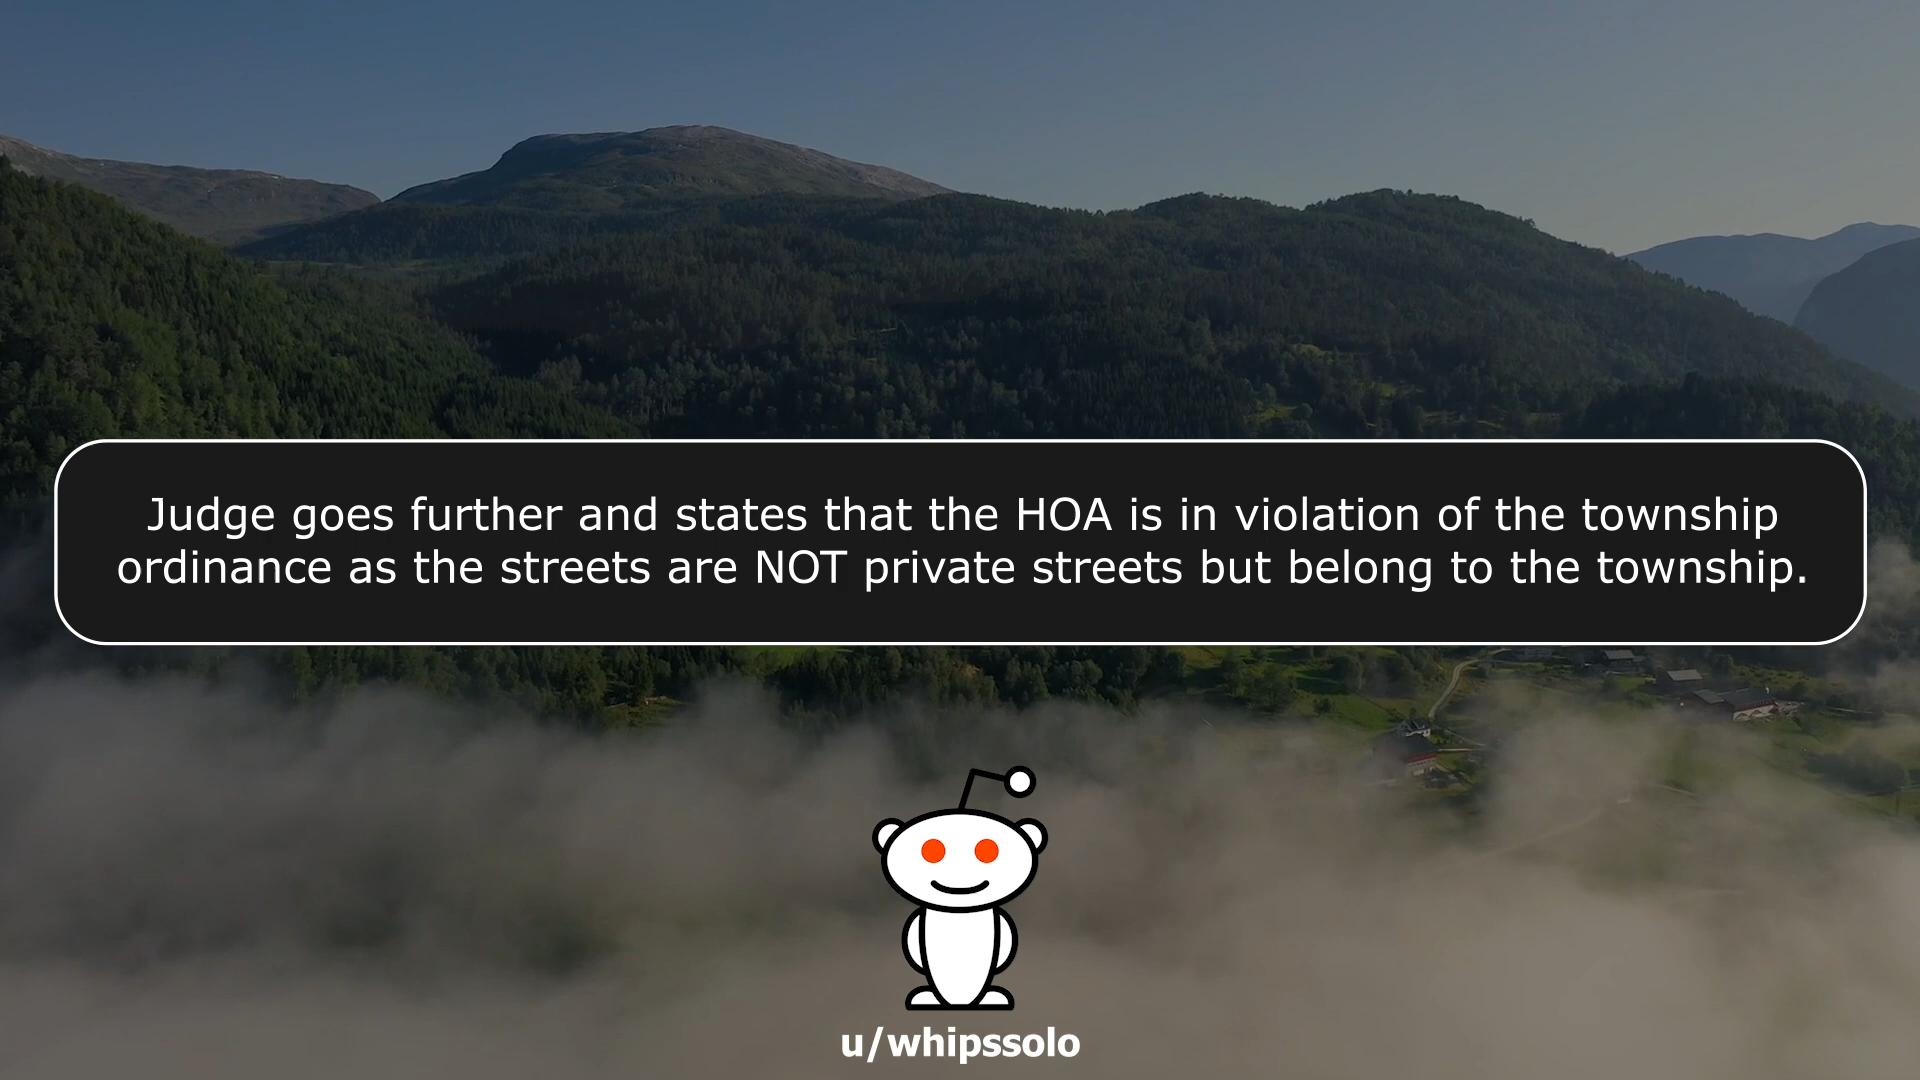 Judge goes further and states that the HOA is in violation of the township
ordinance as the streets are NOT private streets but belong to the township.
u/whipssolo